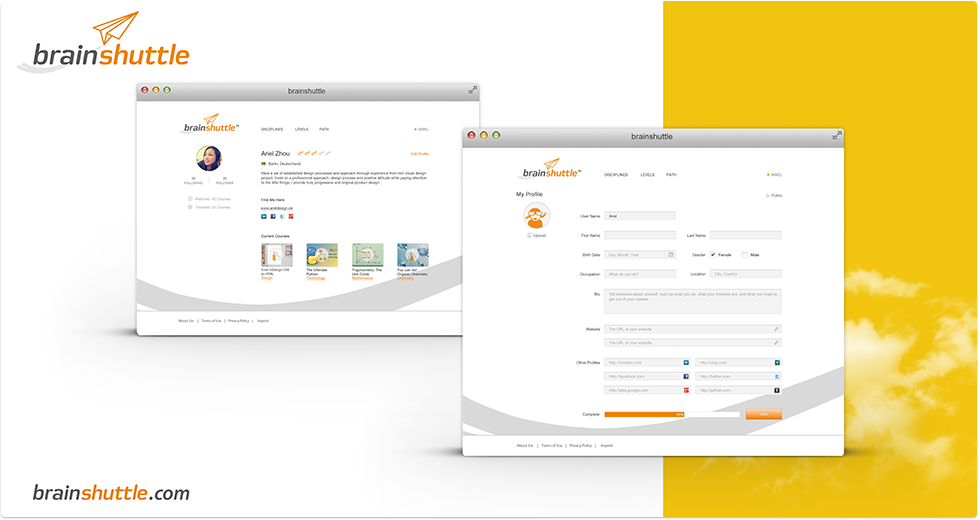 brainshuttle
brainshuttle
brainshuttle™
DISCIPLINES LEVELS PATH
ARIEL
Ariel Zhou
Edit Profile
Berlin, Deutschland
FOLLOWING
FOLLOWER
Have a set of established design processes and approach through experience from rich visual design
project. Insist on a professional approach, design process and positive attitude while paying attention
to the little things. I provide truly progressive and original product design.
Find Me Here
www.arieldesign.de
Current Courses
From InDesign CS6
to HTML
Design
The Ultimate
Python
Technology
Trigonometry, The
Unit Circle
Mathematics
You can do!
Organic Chemistry
Chemistry
About Us | Terms of Use | Privacy Policy | Imprint
brainshuttle
brainshuttle™
DISCIPLINES LEVELS PATH
ARIEL
My Profile
Public
Upload
User Name Ariel
First Name Last Name
Birth Date Day, Month, Year Gender Female Male
Occupation What do you do? Location City, Country
Bio Tell everyone about yourself, such as what you do, what your interests are, and what you hope to
get out of your interest.
Website The URL of your website
The URL of your website
Other Profiles http://linkedin.com http://xing.com
http://facebook.com http://twitter.com
http://plus.google.com http://github.com
Complete 60% SAVE
About Us | Terms of Use | Privacy Policy | Imprint
brainshuttle.com